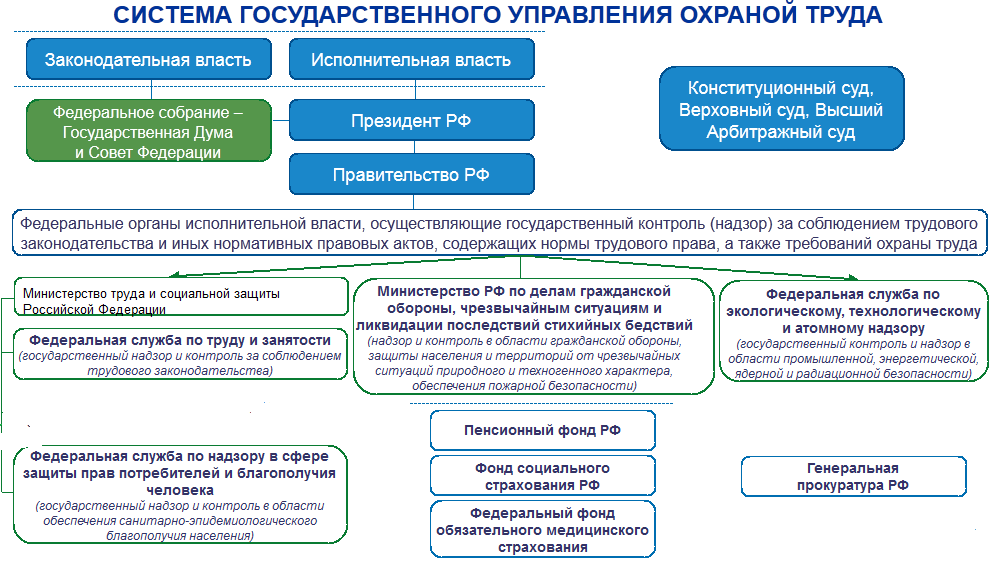 СИСТЕМА ГОСУДАРСТВЕННОГО УПРАВЛЕНИЯ ОХРАНОЙ ТРУДА
Законодательная власть
Исполнительная власть
Конституционный суд,
Верховный суд, Высший
Арбитражный суд
Федеральное собрание –
Государственная Дума
и Совет Федерации
Президент РФ
Правительство РФ
Федеральные органы исполнительной власти, осуществляющие государственный контроль (надзор) за соблюдением трудового
законодательства и иных нормативных правовых актов, содержащих нормы трудового права, а также требований охраны труда
Министерство труда и социальной защиты
Российской Федерации
Федеральная служба по труду и занятости
(государственный надзор и контроль за соблюдением
трудового законодательства)
Министерство РФ по делам гражданской
обороны, чрезвычайным ситуациям и
ликвидации последствий стихийных бедствий
(надзор и контроль в области гражданской обороны,
защиты населения и территорий от чрезвычайных
ситуаций природного и техногенного характера,
обеспечения пожарной безопасности)
Федеральная служба по
экологическому, технологическому
и атомному надзору
(государственный контроль и надзор в
области промышленной, энергетической,
ядерной и радиационной безопасности)
Федеральная служба по надзору в сфере
защиты прав потребителей и благополучия
человека
(государственный надзор и контроль в области
обеспечения санитарно-эпидемиологического
благополучия населения)
Пенсионный фонд РФ
Фонд социального
страхования РФ
Федеральный фонд
обязательного медицинского
страхования
Генеральная
прокуратура РФ